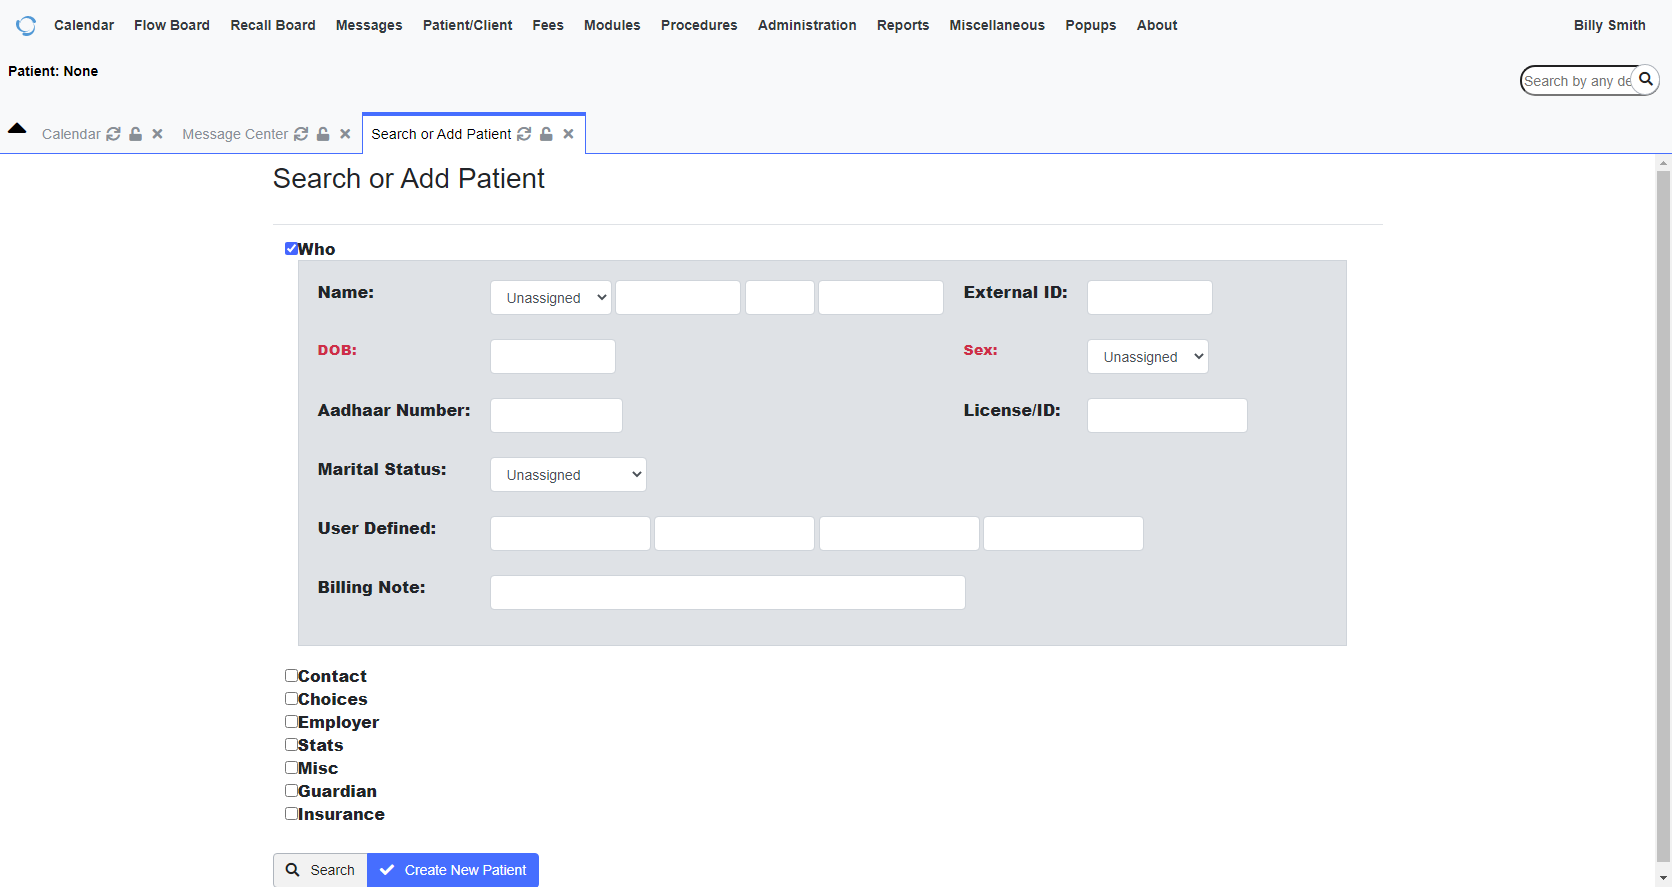 Calendar Flow Board Recall Board Messages Patient/Client Fees Modules Procedures Administration Reports Miscellaneous Popups About Billy Smith
Patient: None
Search by any de
Calendar Message Center Search or Add Patient
Search or Add Patient
Who
Name: Unassigned External ID:
DOB: Sex: Unassigned
Aadhaar Number: License/ID:
Marital Status: Unassigned
User Defined:
Billing Note:
Contact
Choices
Employer
Stats
Misc
Guardian
Insurance
Search Create New Patient